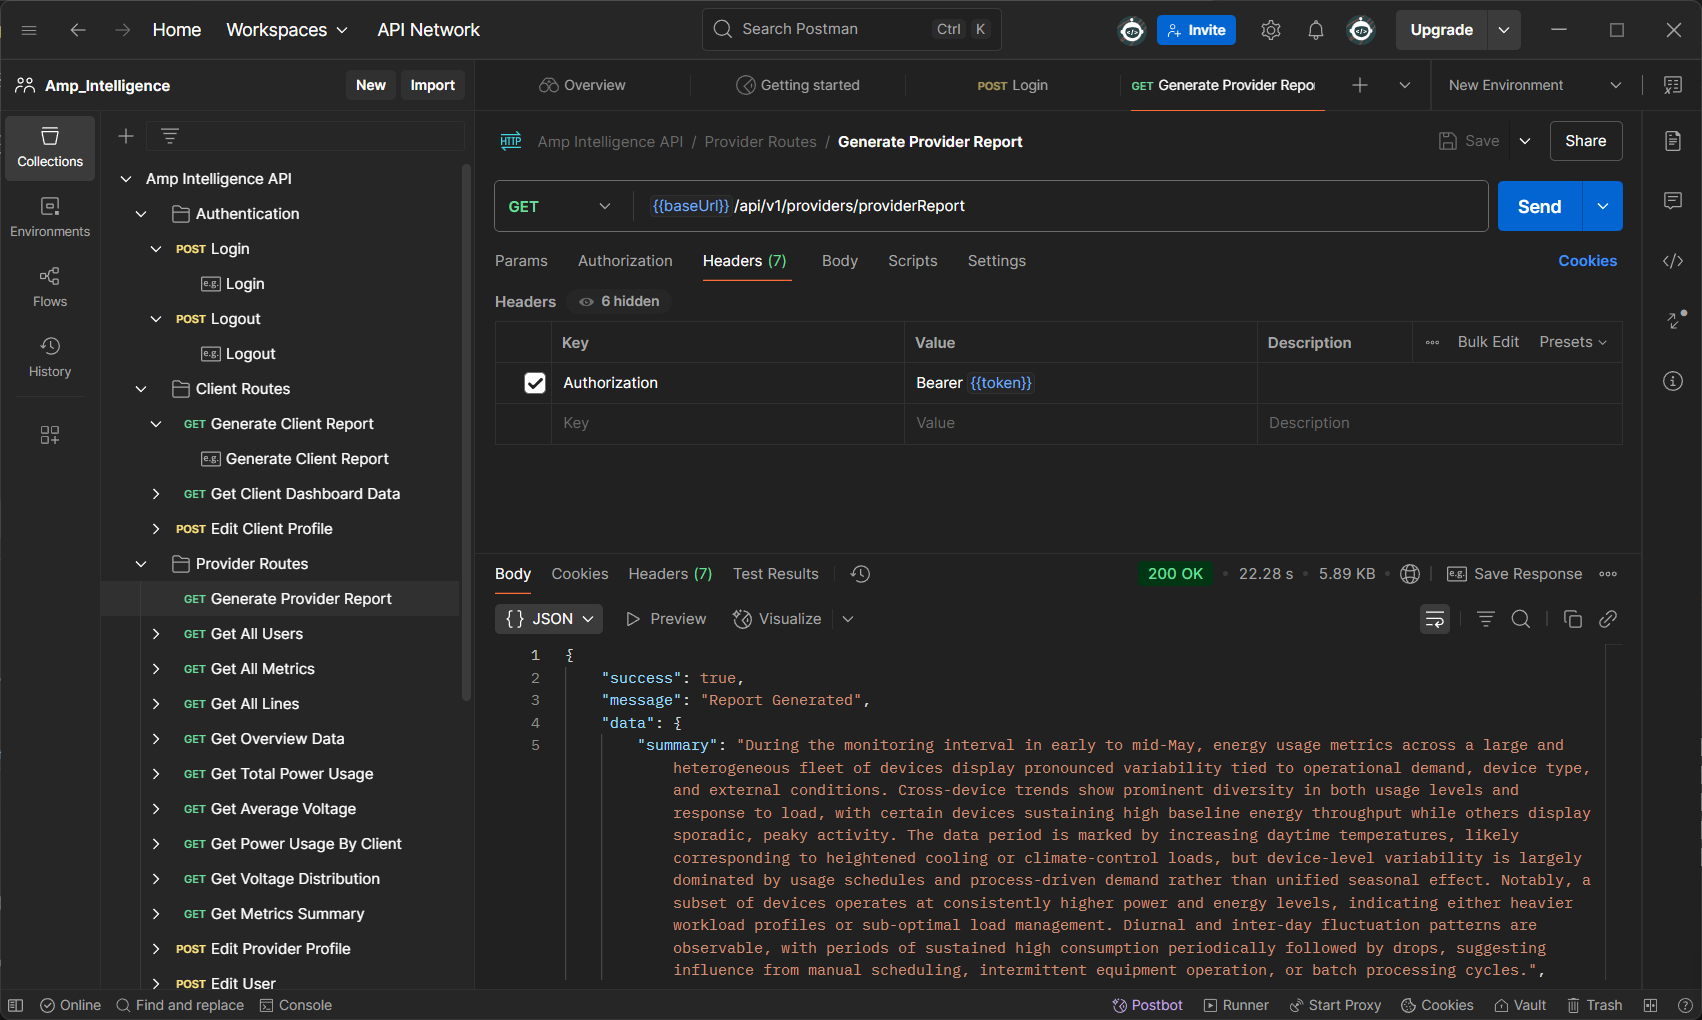 Home
Workspaces
API Network
Search Postman
Ctrl K
Invite
Upgrade
Amp_Intelligence
New
Import
Overview
Getting started
POST Login
GET Generate Provider Repo
New Environment
Collections
Environments
Flows
History
Amp Intelligence API
Authentication
POST Login
e.g. Login
POST Logout
e.g. Logout
Client Routes
GET Generate Client Report
e.g. Generate Client Report
GET Get Client Dashboard Data
POST Edit Client Profile
Provider Routes
GET Generate Provider Report
GET Get All Users
GET Get All Metrics
GET Get All Lines
GET Get Overview Data
GET Get Total Power Usage
GET Get Average Voltage
GET Get Power Usage By Client
GET Get Voltage Distribution
GET Get Metrics Summary
POST Edit Provider Profile
POST Edit User
HTTP Amp Intelligence API / Provider Routes / Generate Provider Report
Save
Share
GET
{{baseUrl}} /api/v1/providers/providerReport
Send
Params Authorization Headers (7) Body Scripts Settings
Cookies
Headers 6 hidden
Key Value Description Bulk Edit Presets
Authorization Bearer {{token}}
Key Value Description
Body Cookies Headers (7) Test Results
200 OK • 22.28 s • 5.89 KB
e.g. Save Response
{} JSON Preview Visualize
1 {
2 "success": true,
3 "message": "Report Generated",
4 "data": {
5 "summary": "During the monitoring interval in early to mid-May, energy usage metrics across a large and
heterogeneous fleet of devices display pronounced variability tied to operational demand, device type,
and external conditions. Cross-device trends show prominent diversity in both usage levels and
response to load, with certain devices sustaining high baseline energy throughput while others display
sporadic, peaky activity. The data period is marked by increasing daytime temperatures, likely
corresponding to heightened cooling or climate-control loads, but device-level variability is largely
dominated by usage schedules and process-driven demand rather than unified seasonal effect. Notably, a
subset of devices operates at consistently higher power and energy levels, indicating either heavier
workload profiles or sub-optimal load management. Diurnal and inter-day fluctuation patterns are
observable, with periods of sustained high consumption periodically followed by drops, suggesting
influence from manual scheduling, intermittent equipment operation, or batch processing cycles.",
Online
Find and replace
Console
Postbot
Runner
Start Proxy
Cookies
Vault
Trash